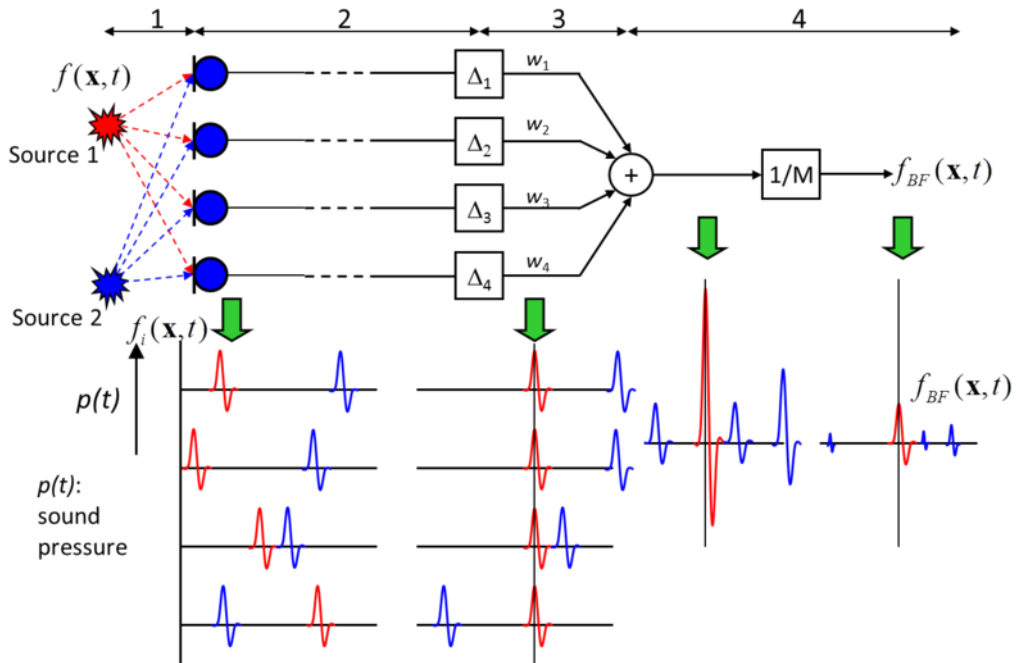 1 2 3 4
f(x,t)
Source 1
Source 2
Δ1 w1
Δ2 w2
Δ3 w3
Δ4 w4
+
1/M
fBF(x,t)
fi(x,t)
p(t)
p(t):
sound
pressure
fBF(x,t)